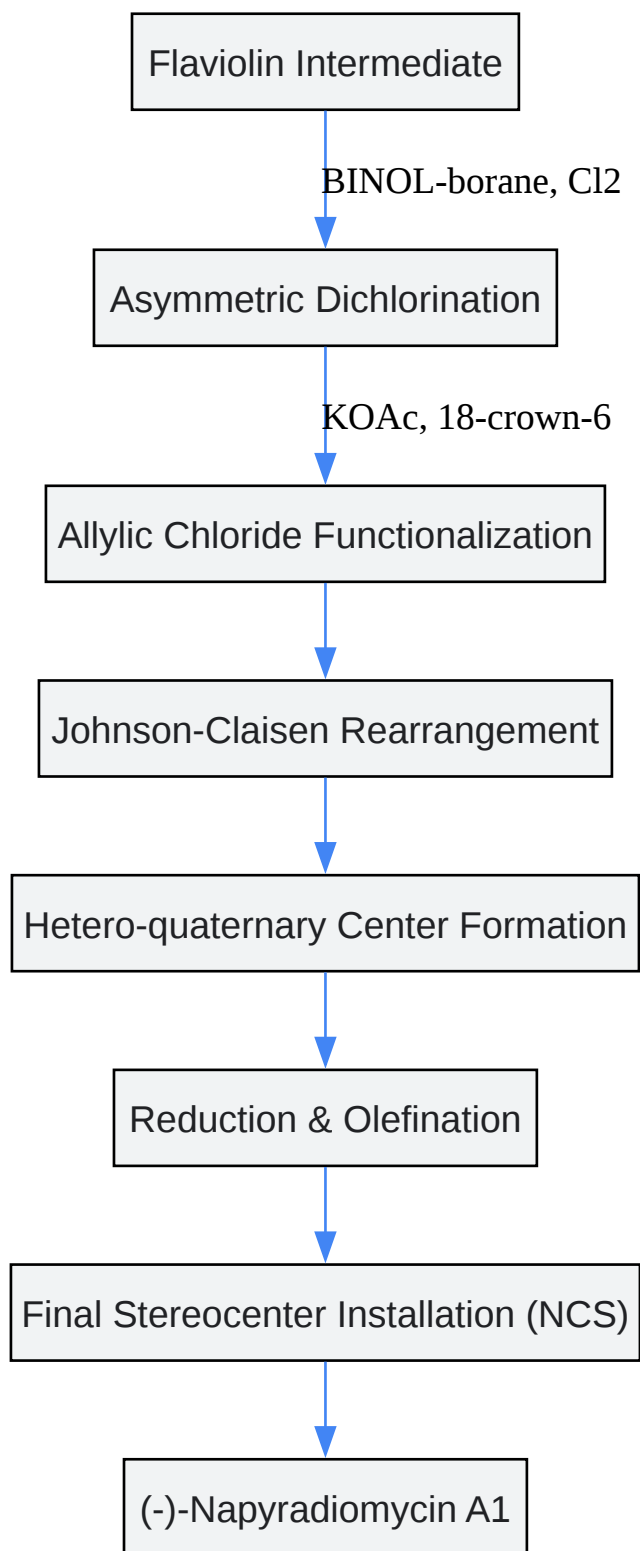 Flaviolin Intermediate
BINOL-borane, Cl2
Asymmetric Dichlorination
KOAc, 18-crown-6
Allylic Chloride Functionalization
Johnson-Claisen Rearrangement
Hetero-quaternary Center Formation
Reduction & Olefination
Final Stereocenter Installation (NCS)
(-)-Napyradiomycin A1